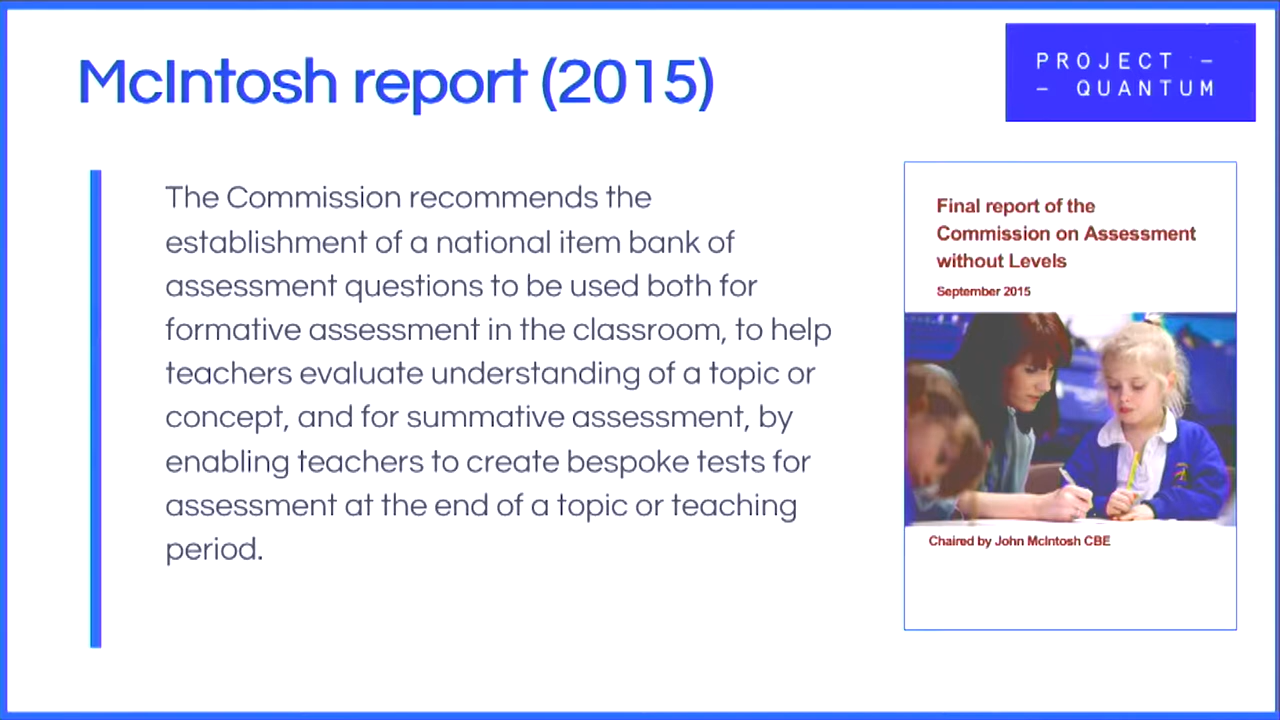 McIntosh report (2015)
PROJECT –
– QUANTUM
The Commission recommends the
establishment of a national item bank of
assessment questions to be used both for
formative assessment in the classroom, to help
teachers evaluate understanding of a topic or
concept, and for summative assessment, by
enabling teachers to create bespoke tests for
assessment at the end of a topic or teaching
period.
Final report of the
Commission on Assessment
without Levels
September 2015
Chaired by John McIntosh CBE